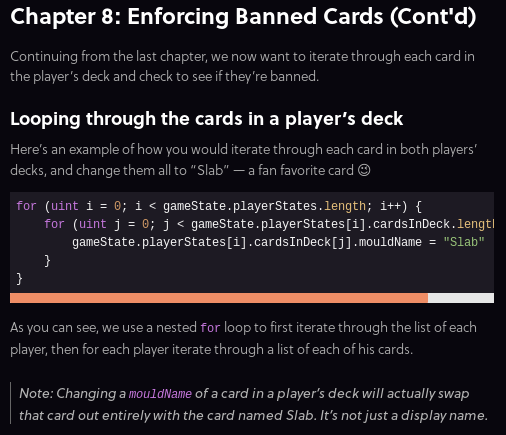 Chapter 8: Enforcing Banned Cards (Cont'd)
Continuing from the last chapter, we now want to iterate through each card in
the player's deck and check to see if they're banned.
Looping through the cards in a player's deck
Here's an example of how you would iterate through each card in both players'
decks, and change them all to “Slab” — a fan favorite card 😉
for (uint i = 0; i < gameState.playerStates.length; i++) {
for (uint j = 0; j < gameState.playerStates[i].cardsInDeck.length
gameState.playerStates[i].cardsInDeck[j].mouldName = "Slab"
}
}
As you can see, we use a nested for loop to first iterate through the list of each
player, then for each player iterate through a list of each of his cards.
Note: Changing a mouldName of a card in a player's deck will actually swap
that card out entirely with the card named Slab. It's not just a display name.